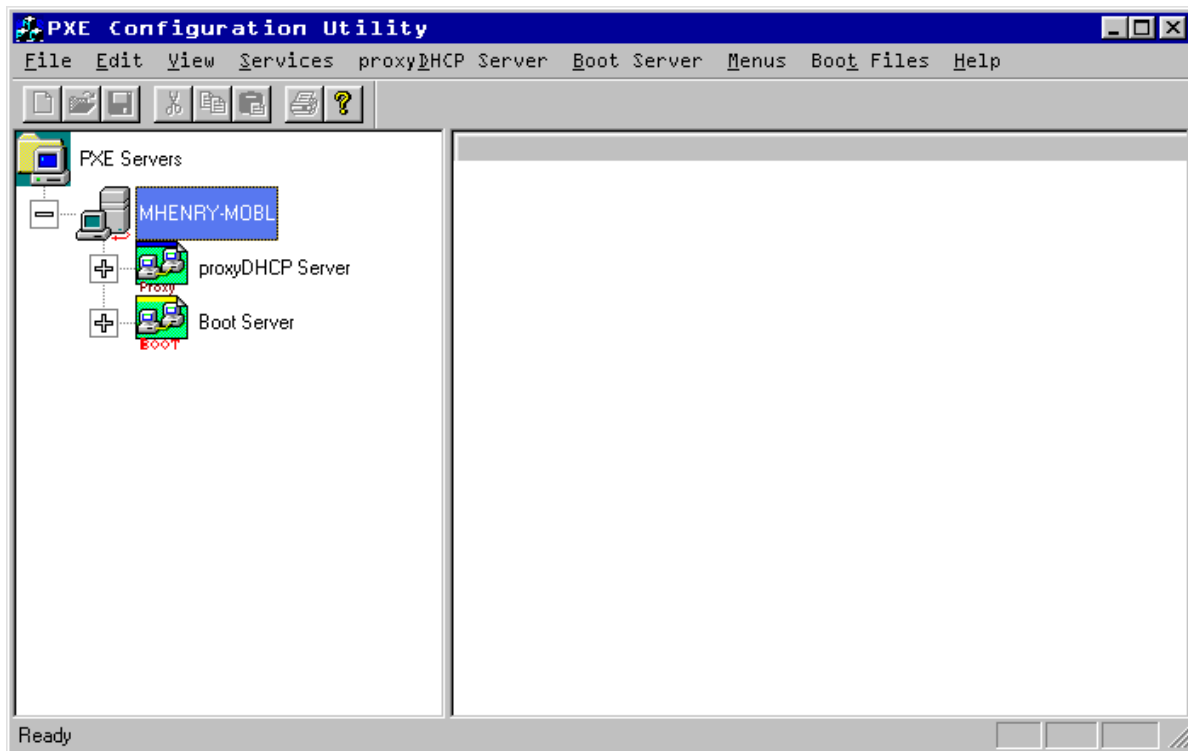 PXE Configuration Utility
File Edit View Services proxyDHCP Server Boot Server Menus Boot Files Help
?
PXE Servers
MHENRY-MOBL
proxyDHCP Server
Proxy
Boot Server
BOOT
Ready